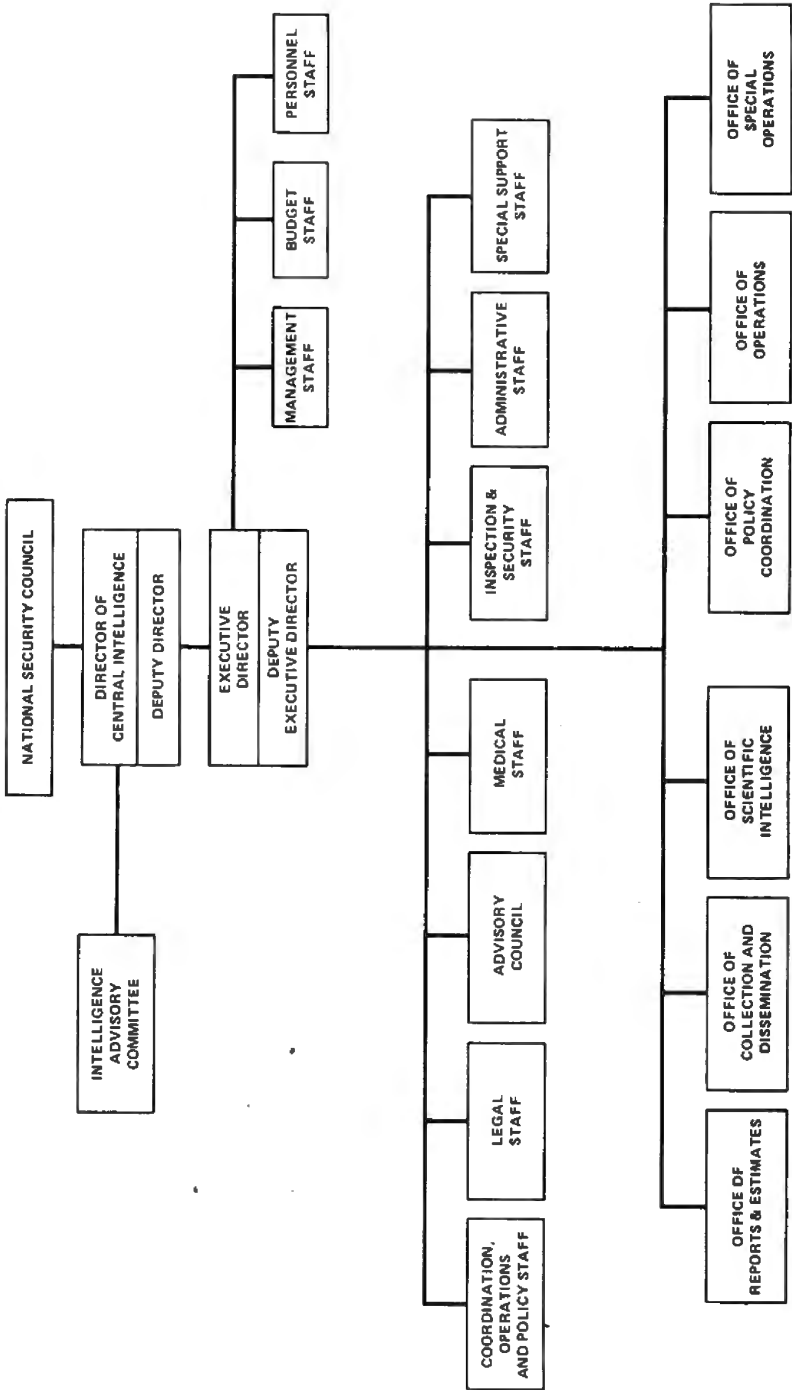 NATIONAL SECURITY COUNCIL
DIRECTOR OF
CENTRAL INTELLIGENCE
DEPUTY DIRECTOR
INTELLIGENCE
ADVISORY
COMMITTEE
EXECUTIVE
DIRECTOR
DEPUTY
EXECUTIVE DIRECTOR
MANAGEMENT
STAFF
BUDGET
STAFF
PERSONNEL
STAFF
COORDINATION,
OPERATIONS
AND POLICY STAFF
LEGAL
STAFF
ADVISORY
COUNCIL
MEDICAL
STAFF
INSPECTION &
SECURITY
STAFF
ADMINISTRATIVE
STAFF
SPECIAL SUPPORT
STAFF
OFFICE DF
REPORTS & ESTIMATES
OFFICE OF
COLLECTION AND
DISSEMINATION
OFFICE OF
SCIENTIFIC
INTELLIGENCE
OFFICE OF
POLICY
COORDINATION
OFFICE OF
OPERATIONS
OFFICE OF
SPECIAL
OPERATIONS